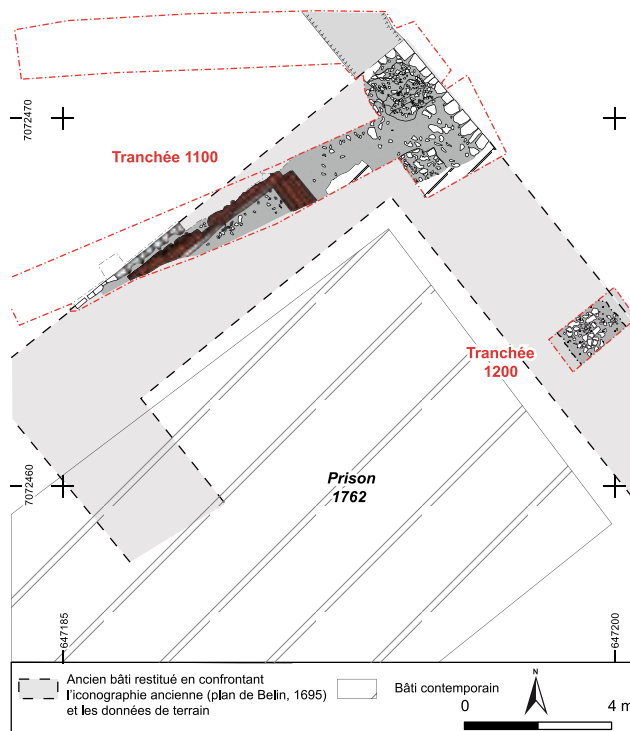 7072470
Tranchée 1100
Tranchée
1200
Prison
1762
7072460
647185
647200
Ancien bâti restitué en confrontant
l'iconographie ancienne (plan de Belin, 1695)
et les données de terrain
Bâti contemporain
N
0 4 m